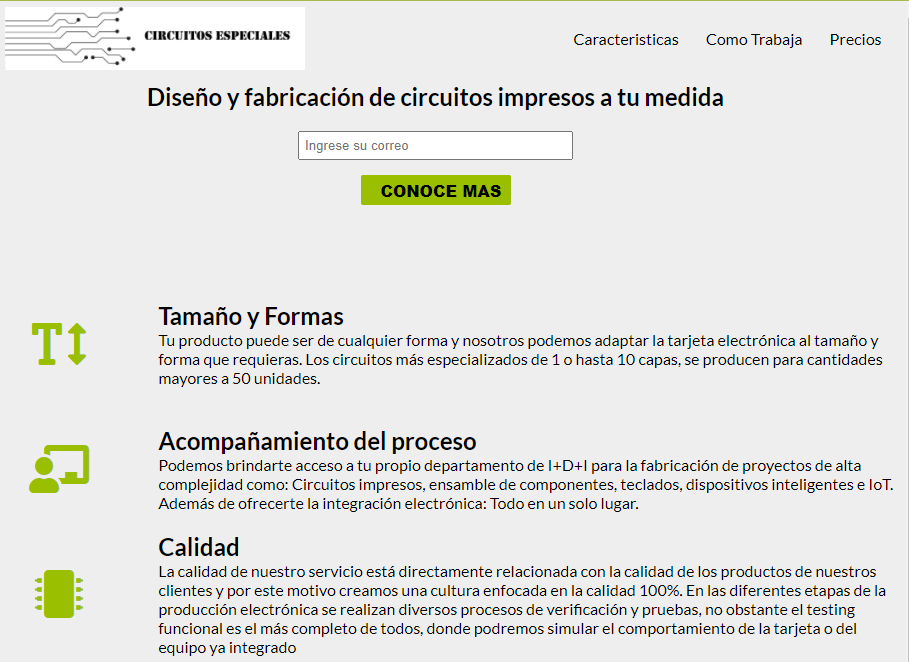 CIRCUITOS ESPECIALES
Caracteristicas Como Trabaja Precios
Diseño y fabricación de circuitos impresos a tu medida
Ingrese su correo
CONOCE MAS
Tamaño y Formas
Tu producto puede ser de cualquier forma y nosotros podemos adaptar la tarjeta electrónica al tamaño y
forma que requieras. Los circuitos más especializados de 1 o hasta 10 capas, se producen para cantidades
mayores a 50 unidades.
Acompañamiento del proceso
Podemos brindarte acceso a tu propio departamento de I+D+I para la fabricación de proyectos de alta
complejidad como: Circuitos impresos, ensamble de componentes, teclados, dispositivos inteligentes e IoT.
Además de ofrecerte la integración electrónica: Todo en un solo lugar.
Calidad
La calidad de nuestro servicio está directamente relacionada con la calidad de los productos de nuestros
clientes y por este motivo creamos una cultura enfocada en la calidad 100%. En las diferentes etapas de la
producción electrónica se realizan diversos procesos de verificación y pruebas, no obstante el testing
funcional es el más completo de todos, donde podremos simular el comportamiento de la tarjeta o del
equipo ya integrado